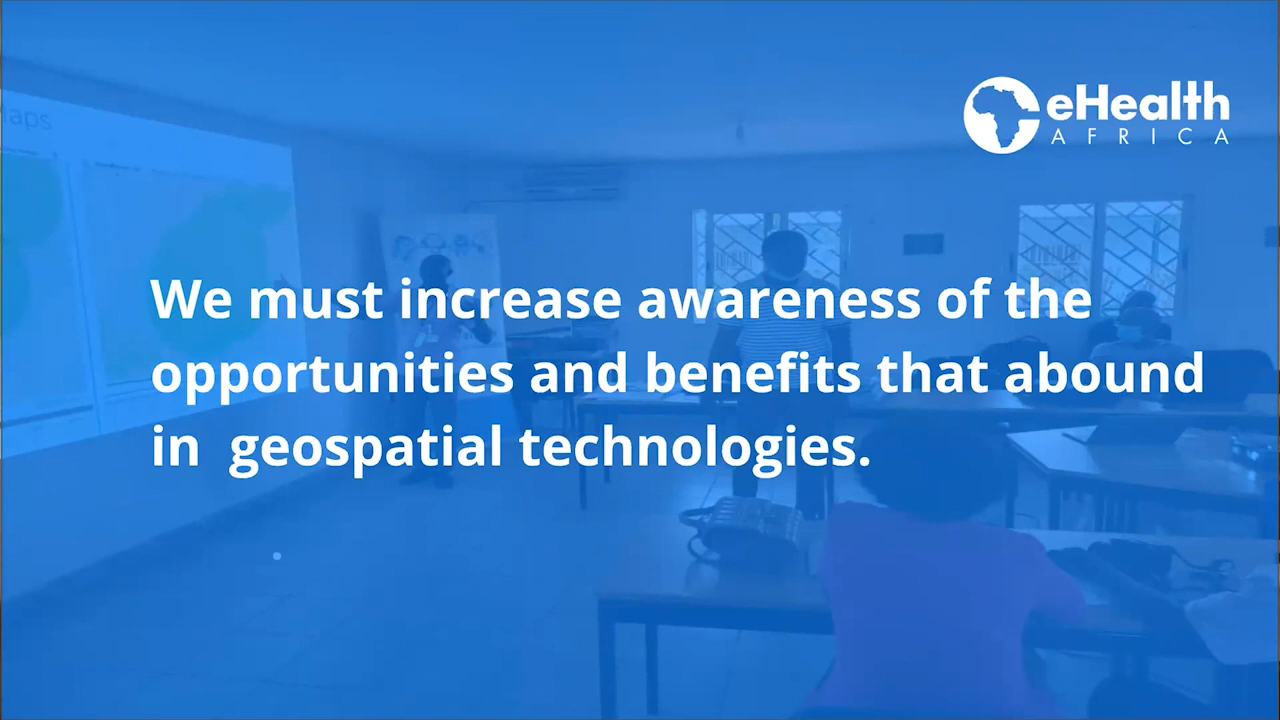 eHealth
AFRICA
We must increase awareness of the
opportunities and benefits that abound
in  geospatial technologies.